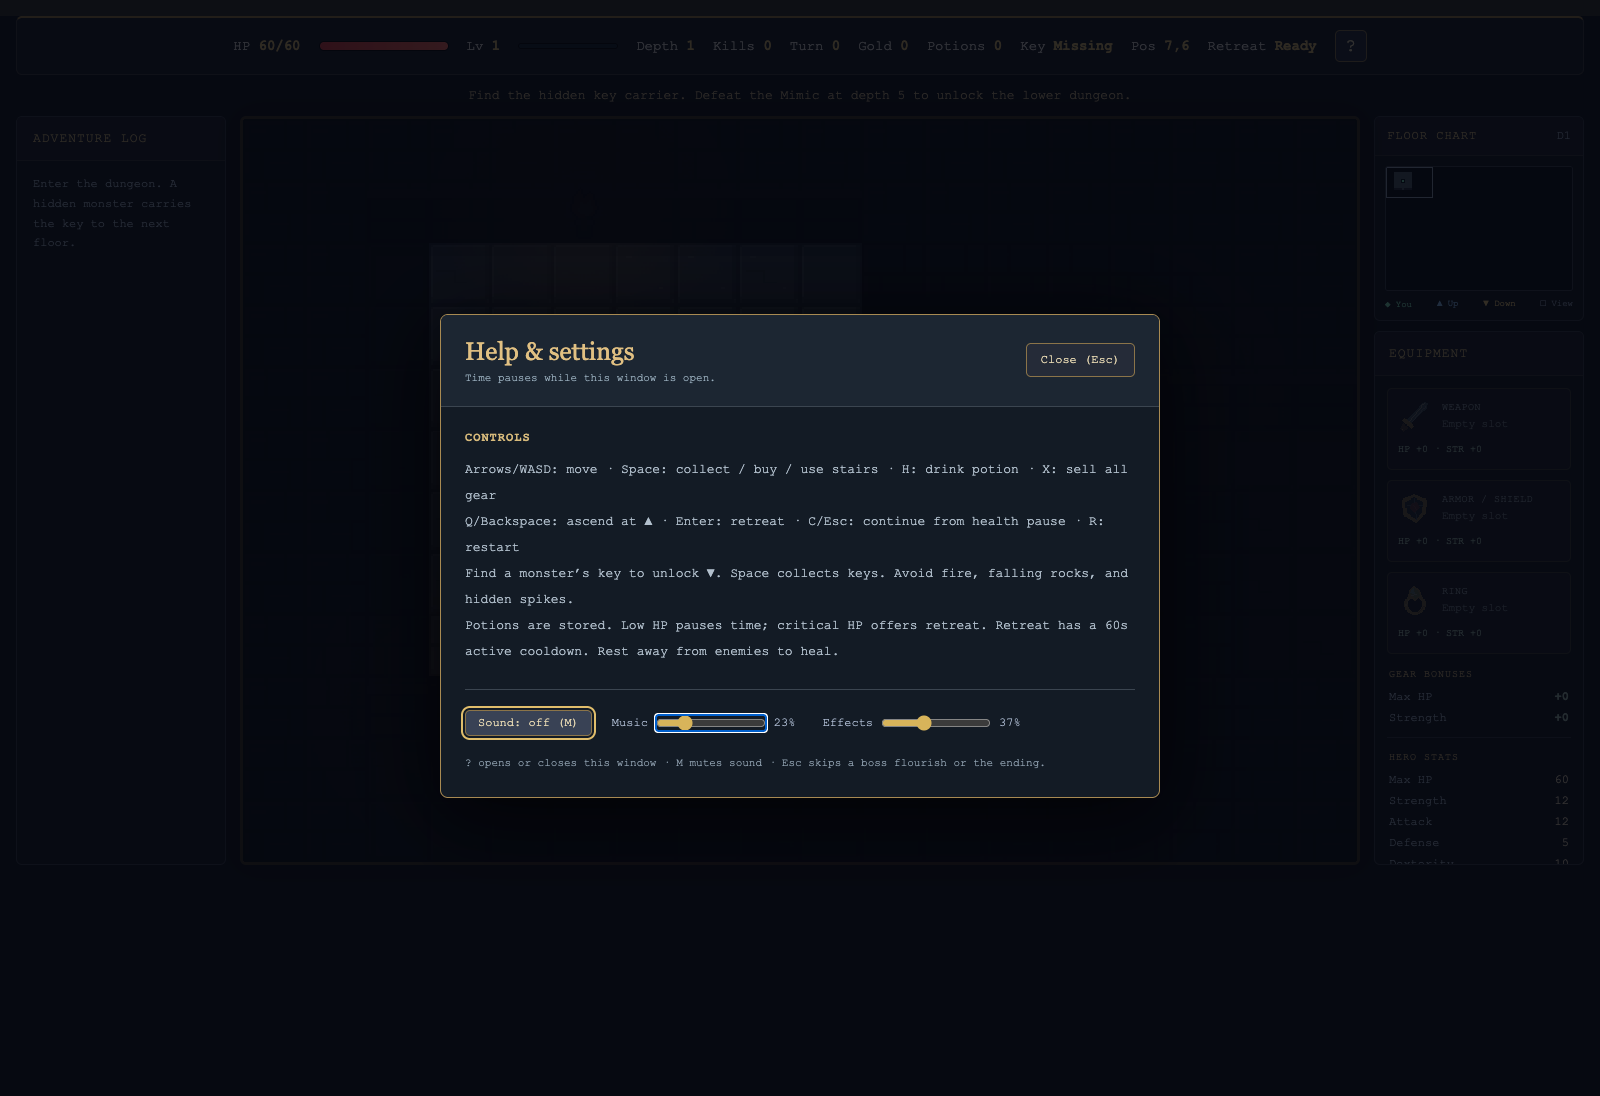 HP 60/60 Lv 1 Depth 1 Kills 0 Turn 0 Gold 0 Potions 0 Key Missing Pos 7,6 Retreat Ready ?
Find the hidden key carrier. Defeat the Mimic at depth 5 to unlock the lower dungeon.
ADVENTURE LOG
Enter the dungeon. A
hidden monster carries
the key to the next
floor.
Help & settings
Time pauses while this window is open.
Close (Esc)
CONTROLS
Arrows/WASD: move · Space: collect / buy / use stairs · H: drink potion · X: sell all
gear
Q/Backspace: ascend at ▲ · Enter: retreat · C/Esc: continue from health pause · R:
restart
Find a monster’s key to unlock ▼. Space collects keys. Avoid fire, falling rocks, and
hidden spikes.
Potions are stored. Low HP pauses time; critical HP offers retreat. Retreat has a 60s
active cooldown. Rest away from enemies to heal.
Sound: off (M) Music 23% Effects 37%
? opens or closes this window · M mutes sound · Esc skips a boss flourish or the ending.
FLOOR CHART D1
◆ You ▲ Up ▼ Down □ View
EQUIPMENT
WEAPON
Empty slot
HP +0 · STR +0
ARMOR / SHIELD
Empty slot
HP +0 · STR +0
RING
Empty slot
HP +0 · STR +0
GEAR BONUSES
Max HP +0
Strength +0
HERO STATS
Max HP 60
Strength 12
Attack 12
Defense 5
Dexterity 10